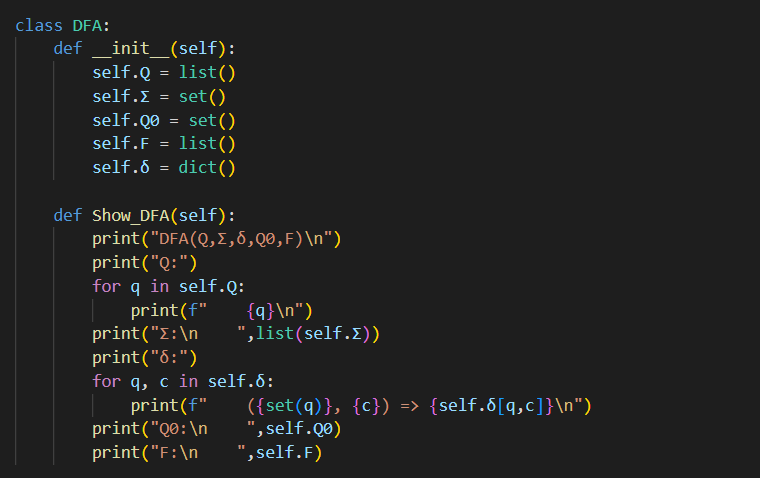 class DFA:
    def __init__(self):
        self.Q = list()
        self.Σ = set()
        self.Q0 = set()
        self.F = list()
        self.δ = dict()

    def Show_DFA(self):
        print("DFA(Q,Σ,δ,Q0,F)\n")
        print("Q:")
        for q in self.Q:
            print(f"    {q}\n")
        print("Σ:\n    ",list(self.Σ))
        print("δ:")
        for q, c in self.δ:
            print(f"    ({set(q)}, {c}) => {self.δ[q,c]}\n")
        print("Q0:\n    ",self.Q0)
        print("F:\n    ",self.F)